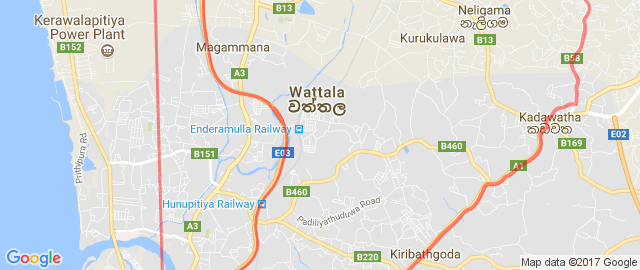 B13
Neligama
නෑලිගම
Kerawalapitiya
Power Plant
B152
Magammana
Kurukulawa
B13
A3
B58
Wattala
වත්තල
Kadawatha
කඩවත
Enderamulla Railway
E02
Prithipura Rd
B151
E03
B460
B169
A1
B460
Hunupitiya Railway
Padiliyathuduwa Road
A3
B220
Kiribathgoda
Google
Map data ©2017 Google